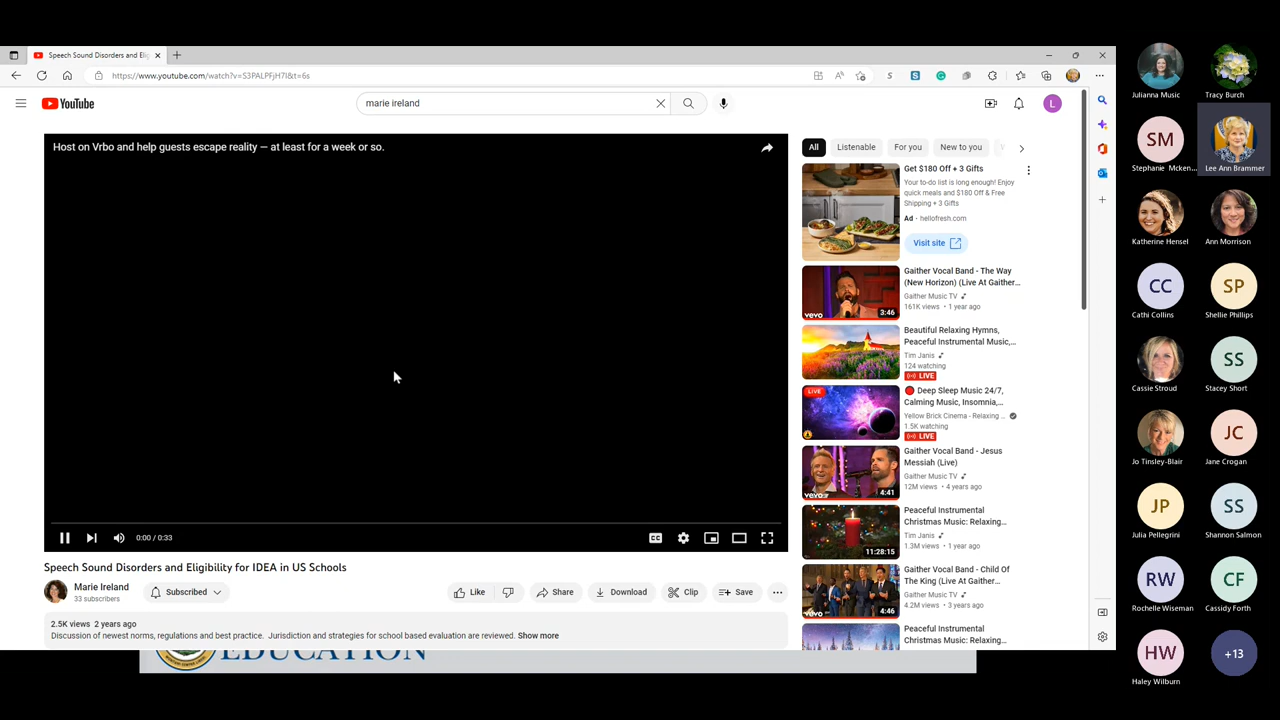 Speech Sound Disorders and Eli
https://www.youtube.com/watch?v=S3PALPFjH7I&t=6s
YouTube
marie ireland
L
Host on Vrbo and help guests escape reality — at least for a week or so.
0:00 / 0:33
Speech Sound Disorders and Eligibility for IDEA in US Schools
Marie Ireland
33 subscribers
Subscribed
Like
Share
Download
Clip
Save
2.5K views 2 years ago
Discussion of newest norms, regulations and best practice. Jurisdiction and strategies for school based evaluation are reviewed. Show more
EDUCATION
All
Listenable
For you
New to you
Get $180 Off + 3 Gifts
Your to-do list is long enough! Enjoy
quick meals and $180 Off & Free
Shipping + 3 Gifts
Ad · hellofresh.com
Visit site
Gaither Vocal Band - The Way
(New Horizon) (Live At Gaither...
Gaither Music TV
161K views • 1 year ago
vevo
3:46
Beautiful Relaxing Hymns,
Peaceful Instrumental Music,...
Tim Janis
124 watching
LIVE
LIVE
Deep Sleep Music 24/7,
Calming Music, Insomnia,...
Yellow Brick Cinema - Relaxing ...
1.5K watching
LIVE
Gaither Vocal Band - Jesus
Messiah (Live)
Gaither Music TV
12M views • 4 years ago
vevo
4:41
Peaceful Instrumental
Christmas Music: Relaxing...
Tim Janis
1.3M views • 1 year ago
11:28:15
Gaither Vocal Band - Child Of
The King (Live At Gaither...
Gaither Music TV
4.2M views • 3 years ago
vevo
4:46
Peaceful Instrumental
Christmas Music: Relaxing...
Julianna Music
Tracy Burch
SM
Stephanie Mcken...
Lee Ann Brammer
Katherine Hensel
Ann Morrison
CC
Cathi Collins
SP
Shellie Phillips
Cassie Stroud
SS
Stacey Short
Jo Tinsley-Blair
JC
Jane Crogan
JP
Julia Pellegrini
SS
Shannon Salmon
RW
Rochelle Wiseman
CF
Cassidy Forth
HW
Haley Wilburn
+13